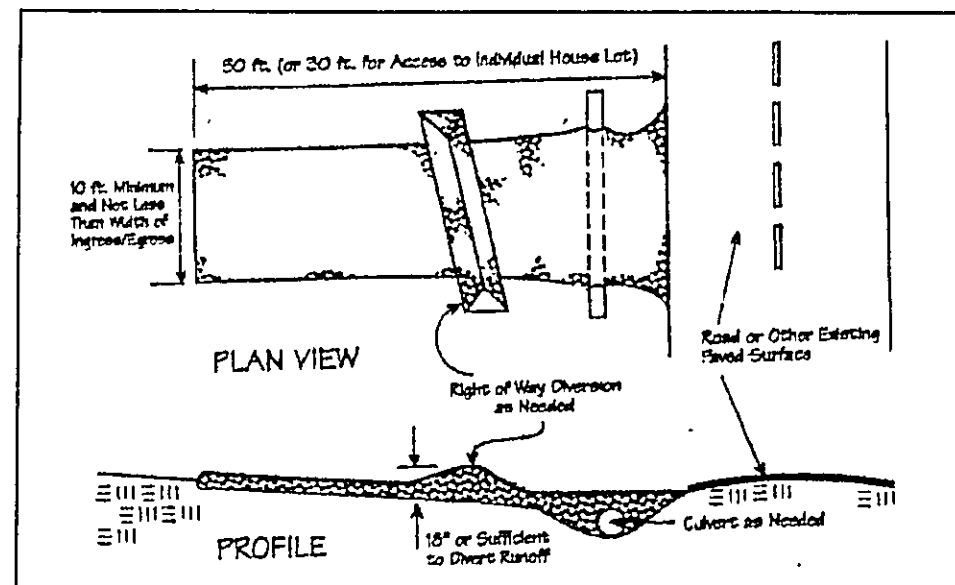 50 ft. (or 30 ft. for Access to Individual House Lot)
10 ft. Minimum
and Not Less
Than Width of
Ingress/Egress
PLAN VIEW
Right of Way Diversion
as Needed
Road or Other Existing
Paved Surface
Culvert as Needed
18" or Sufficient
to Divert Runoff
PROFILE